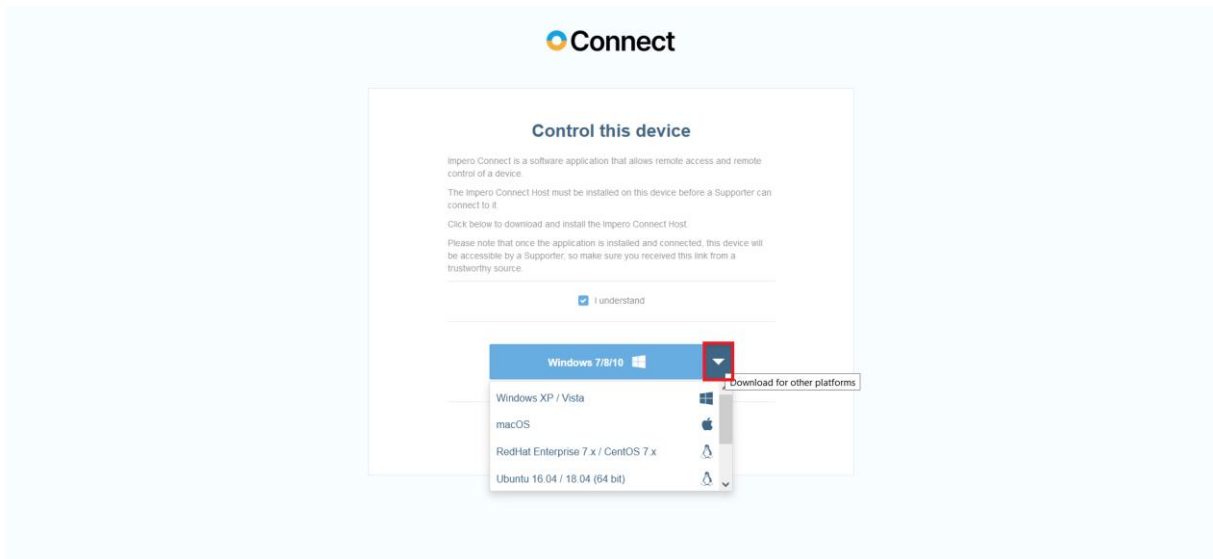 Connect
Control this device
Impero Connect is a software application that allows remote access and remote
control of a device.
The Impero Connect Host must be installed on this device before a Supporter can
connect to it.
Click below to download and install the Impero Connect Host.
Please note that once the application is installed and connected, this device will
be accessible by a Supporter, so make sure you received this link from a
trustworthy source.
I understand
Windows 7/8/10
Download for other platforms
Windows XP / Vista
macOS
RedHat Enterprise 7.x / CentOS 7.x
Ubuntu 16.04 / 18.04 (64 bit)